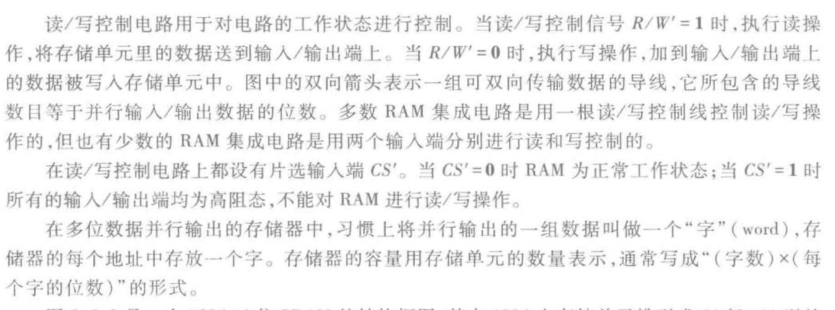 读/写控制电路用于对电路的工作状态进行控制。当读/写控制信号 R/W′=1 时,执行读操
作,将存储单元里的数据送到输入/输出端上。当 R/W′=0 时,执行写操作,加到输入/输出端上
的数据被写入存储单元中。图中的双向箭头表示一组可双向传输数据的导线,它所包含的导线
数目等于并行输入/输出数据的位数。多数 RAM 集成电路是用一根读/写控制线控制读/写操
作的,但也有少数的 RAM 集成电路是用两个输入端分别进行读和写控制的。
在读/写控制电路上都设有片选输入端 CS′。当 CS′=0 时 RAM 为正常工作状态;当 CS′=1 时
所有的输入/输出端均为高阻态,不能对 RAM 进行读/写操作。
在多位数据并行输出的存储器中,习惯上将并行输出的一组数据叫做一个“字”(word),存
储器的每个地址中存放一个字。存储器的容量用存储单元的数量表示,通常写成“(字数)×(每
个字的位数)”的形式。